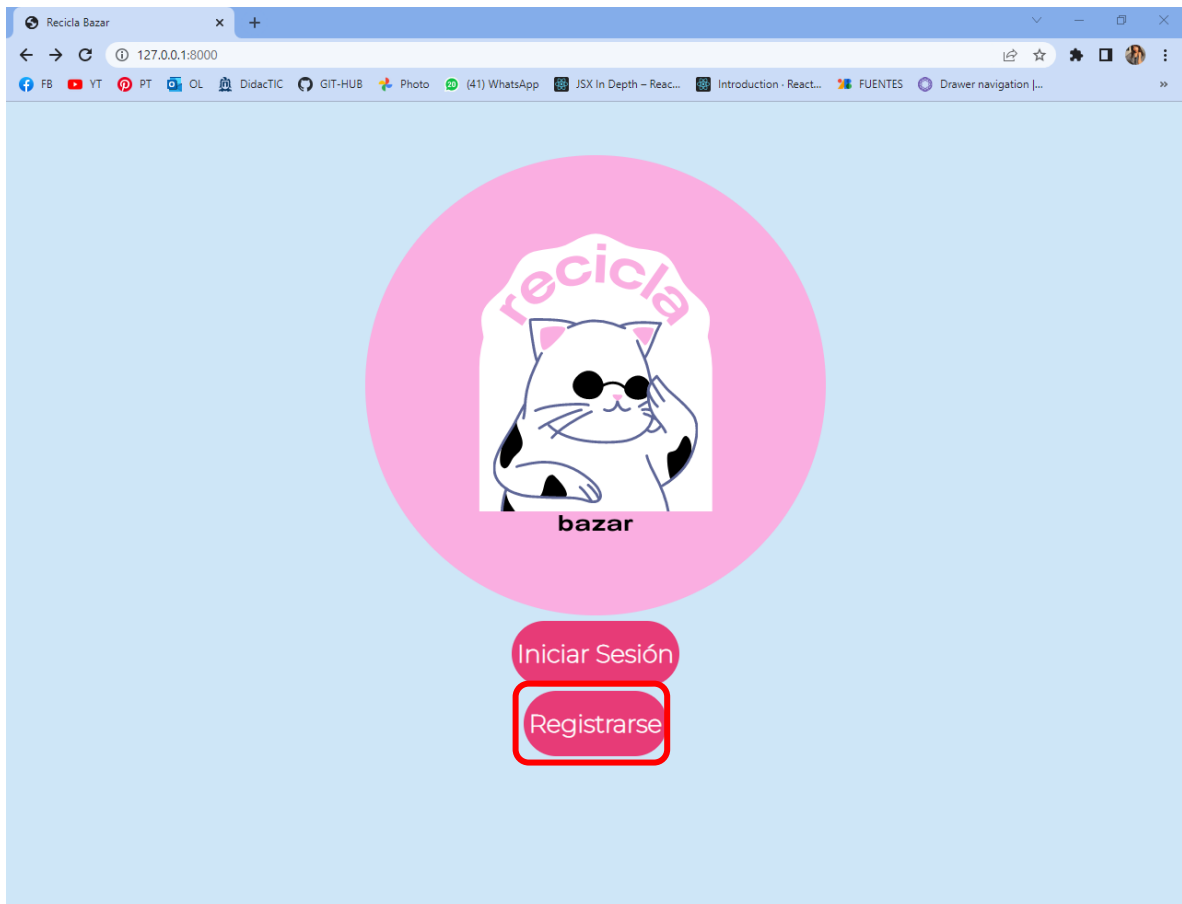 Recicla Bazar
127.0.0.1:8000
FB YT PT OL DidacTIC GIT-HUB Photo 20 (41) WhatsApp JSX In Depth – Reac... Introduction - React... FUENTES Drawer navigation |... »
recicla
bazar
Iniciar Sesión
Registrarse